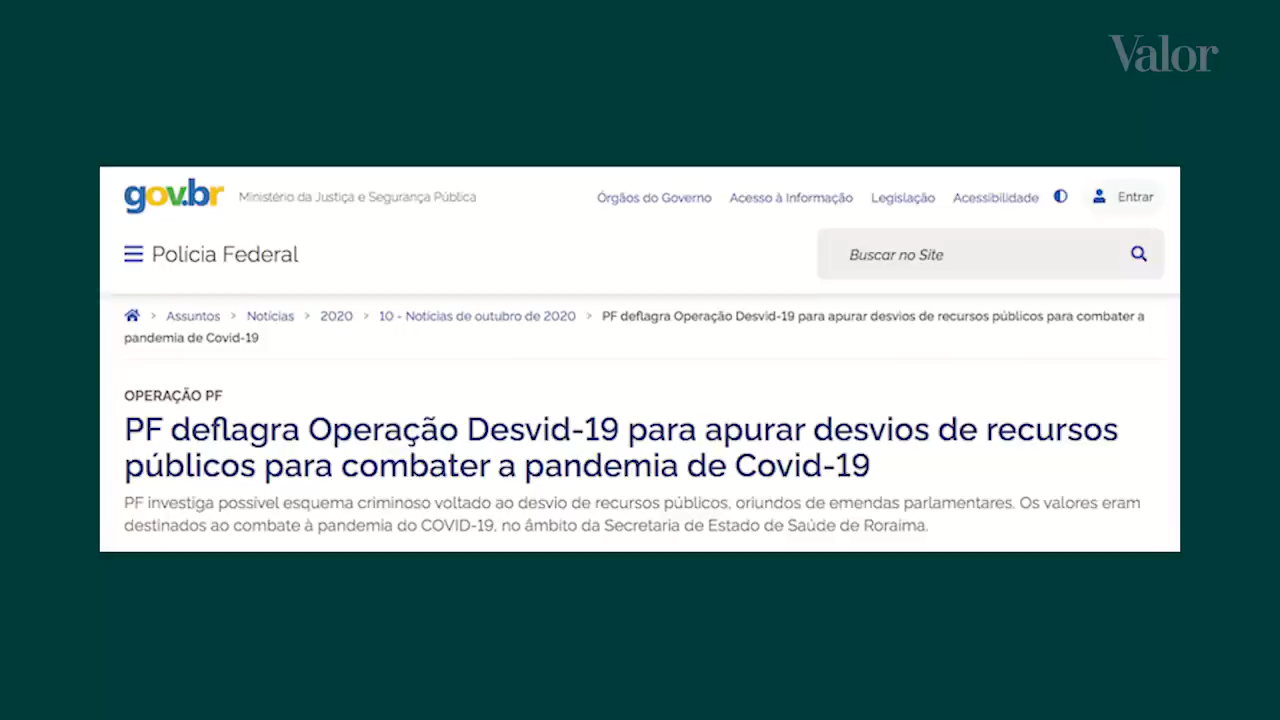 Valor
gov.br Ministério da Justiça e Segurança Pública Órgãos do Governo Acesso à Informação Legislação Acessibilidade Entrar
Polícia Federal Buscar no Site
Assuntos > Notícias > 2020 > 10 - Notícias de outubro de 2020 > PF deflagra Operação Desvid-19 para apurar desvios de recursos públicos para combater a
pandemia de Covid-19
OPERAÇÃO PF
PF deflagra Operação Desvid-19 para apurar desvios de recursos
públicos para combater a pandemia de Covid-19
PF investiga possível esquema criminoso voltado ao desvio de recursos públicos, oriundos de emendas parlamentares. Os valores eram
destinados ao combate à pandemia do COVID-19, no âmbito da Secretaria de Estado de Saúde de Roraima.